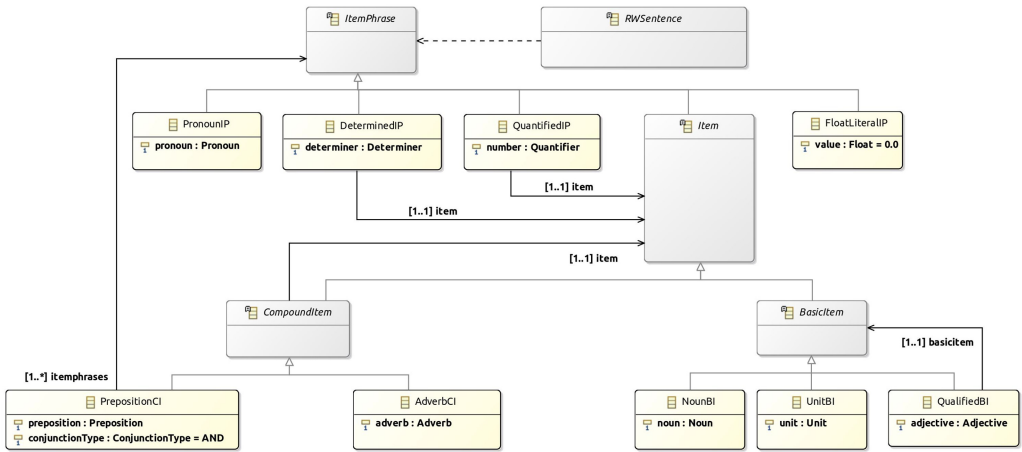 ItemPhrase
RWSentence
PronounIP
pronoun : Pronoun
DeterminedIP
determiner : Determiner
QuantifiedIP
number : Quantifier
Item
FloatLiteralIP
value : Float = 0.0
[1..1] item
[1..1] item
[1..1] item
CompoundItem
BasicItem
[1..1] basicitem
[1..*] itemphrases
PrepositionCI
preposition : Preposition
conjunctionType : ConjunctionType = AND
AdverbCI
adverb : Adverb
NounBI
noun : Noun
UnitBI
unit : Unit
QualifiedBI
adjective : Adjective